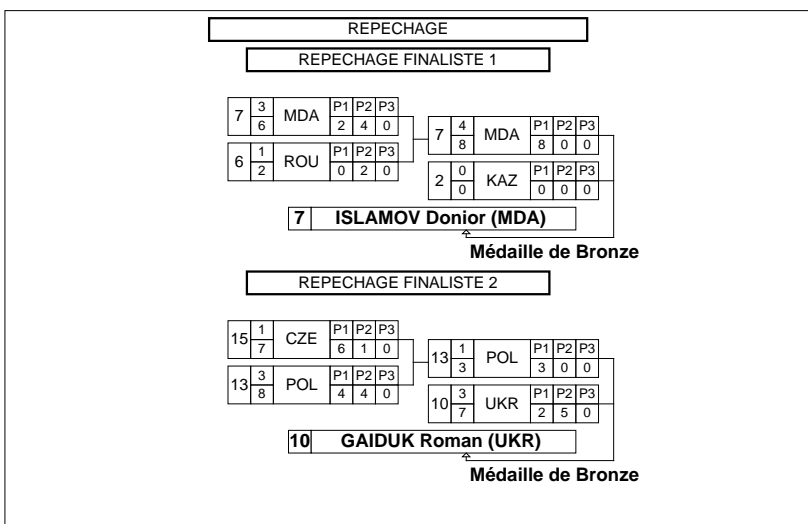 REPECHAGE
REPECHAGE FINALISTE 1
7 3 MDA P1 P2 P3
6 2 4 0
6 1 ROU P1 P2 P3
2 0 2 0
7 4 MDA P1 P2 P3
8 8 0 0
2 0 KAZ P1 P2 P3
0 0 0 0
7 ISLAMOV Donior (MDA)
Médaille de Bronze
REPECHAGE FINALISTE 2
15 1 CZE P1 P2 P3
7 6 1 0
13 3 POL P1 P2 P3
8 4 4 0
13 1 POL P1 P2 P3
3 3 0 0
10 3 UKR P1 P2 P3
7 2 5 0
10 GAIDUK Roman (UKR)
Médaille de Bronze